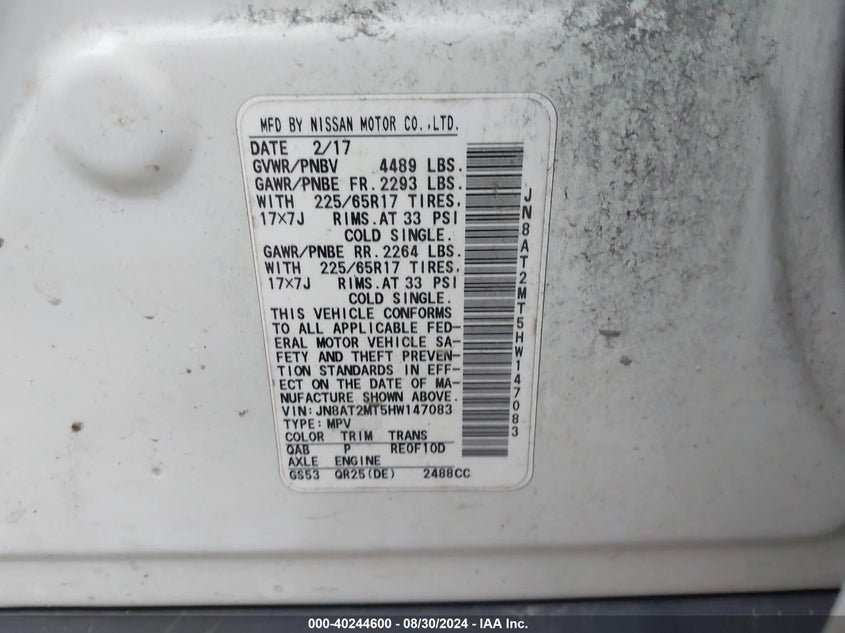 MFD BY NISSAN MOTOR CO.,LTD.
DATE 2/17
GVWR/PNBV 4489 LBS.
GAWR/PNBE FR. 2293 LBS.
WITH 225/65R17 TIRES,
17×7J RIMS.AT 33 PSI
COLD SINGLE.
GAWR/PNBE RR. 2264 LBS.
WITH 225/65R17 TIRES,
17×7J RIMS.AT 33 PSI
COLD SINGLE.
THIS VEHICLE CONFORMS
TO ALL APPLICABLE FED-
ERAL MOTOR VEHICLE SA-
FETY AND THEFT PREVEN-
TION STANDARDS IN EFF-
ECT ON THE DATE OF MA-
NUFACTURE SHOWN ABOVE.
VIN:JN8AT2MT5HW147083
TYPE:MPV
COLOR TRIM TRANS
QAB P RE0F10D
AXLE ENGINE
GS53 QR25(DE) 2488CC
JN8AT2MT5HW147083
000-40244600 - 08/30/2024 - IAA Inc.